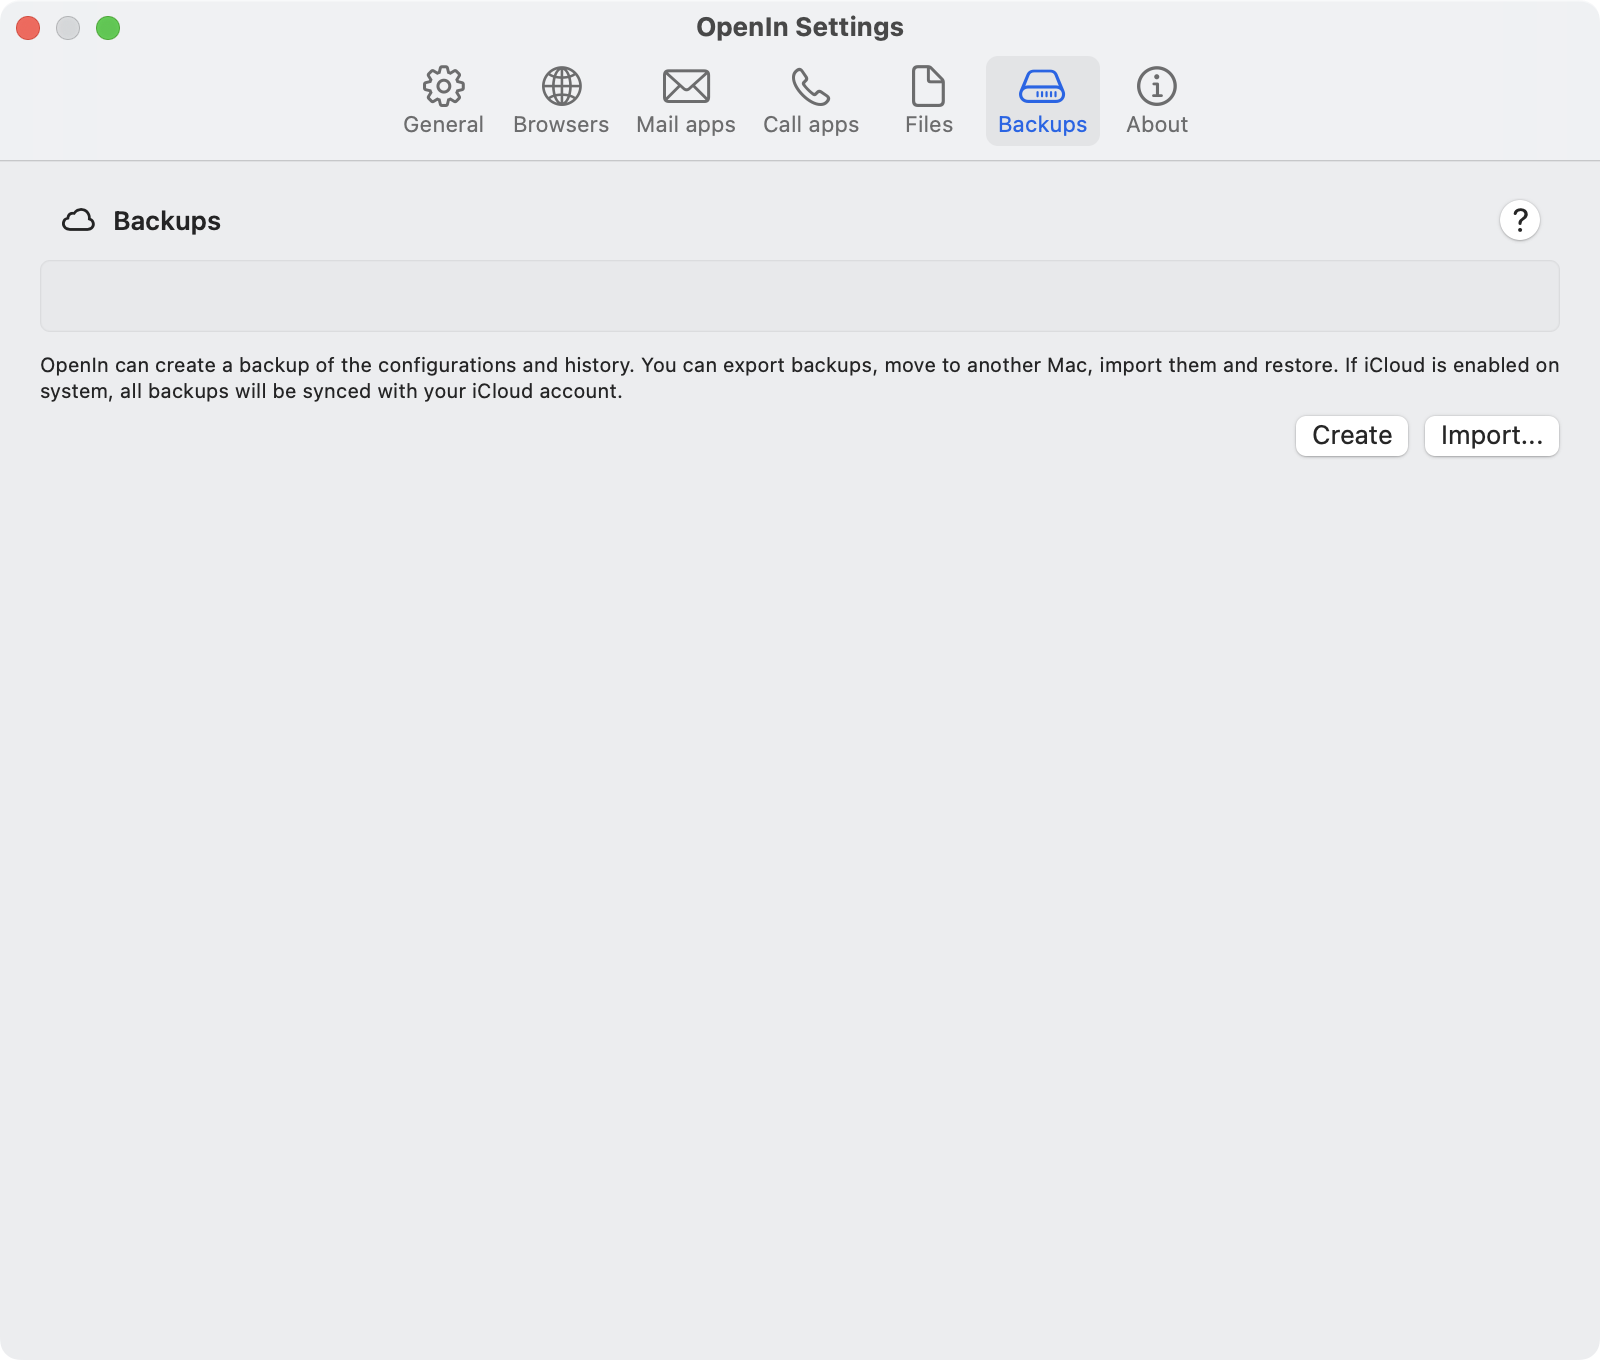 OpenIn Settings
General Browsers Mail apps Call apps Files Backups About
Backups ?
OpenIn can create a backup of the configurations and history. You can export backups, move to another Mac, import them and restore. If iCloud is enabled on
system, all backups will be synced with your iCloud account.
Create Import...